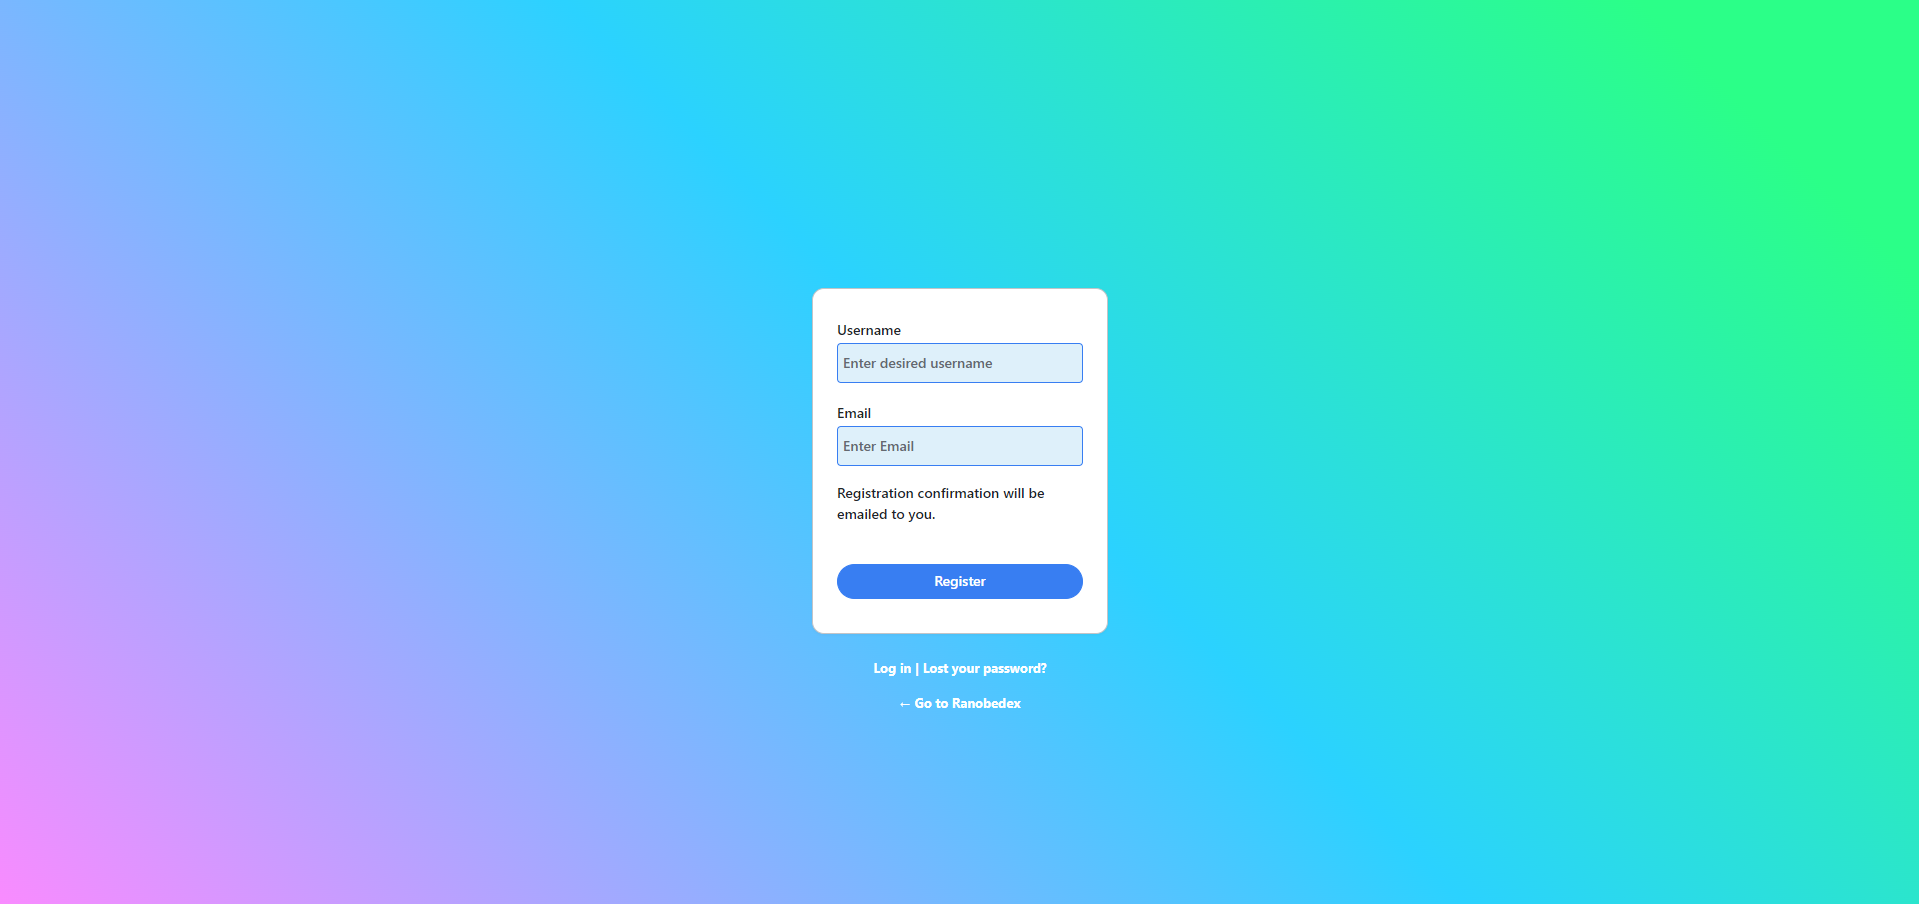 Username
Enter desired username
Email
Enter Email
Registration confirmation will be
emailed to you.
Register
Log in | Lost your password?
← Go to Ranobedex